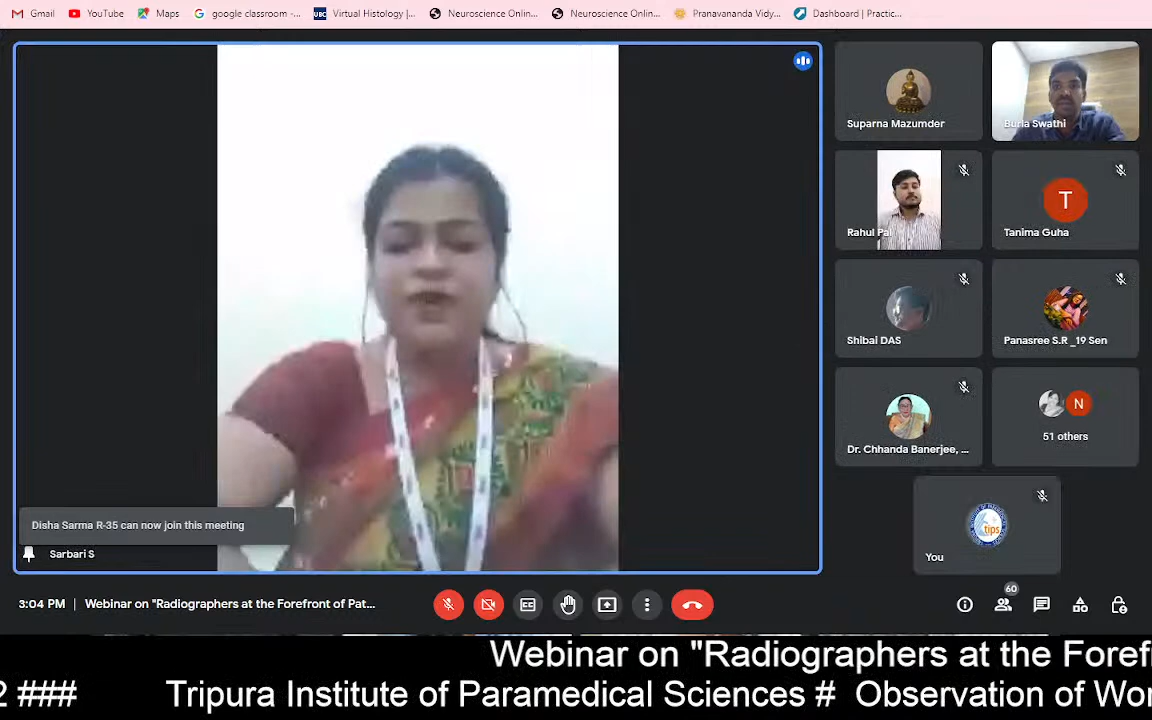 Gmail
YouTube
Maps
google classroom -...
UBC
Virtual Histology |...
Neuroscience Onlin...
Neuroscience Onlin...
Pranavananda Vidy...
Dashboard | Practic...
Suparna Mazumder
Burla Swathi
Rahul Pal
T
Tanima Guha
Shibai DAS
Panasree S.R _19 Sen
Dr. Chhanda Banerjee, ...
N
51 others
tips
You
Disha Sarma R-35 can now join this meeting
Sarbari S
3:04 PM | Webinar on "Radiographers at the Forefront of Pat...
60
Webinar on "Radiographers at the Forefr
2 ### Tripura Institute of Paramedical Sciences # Observation of Wor